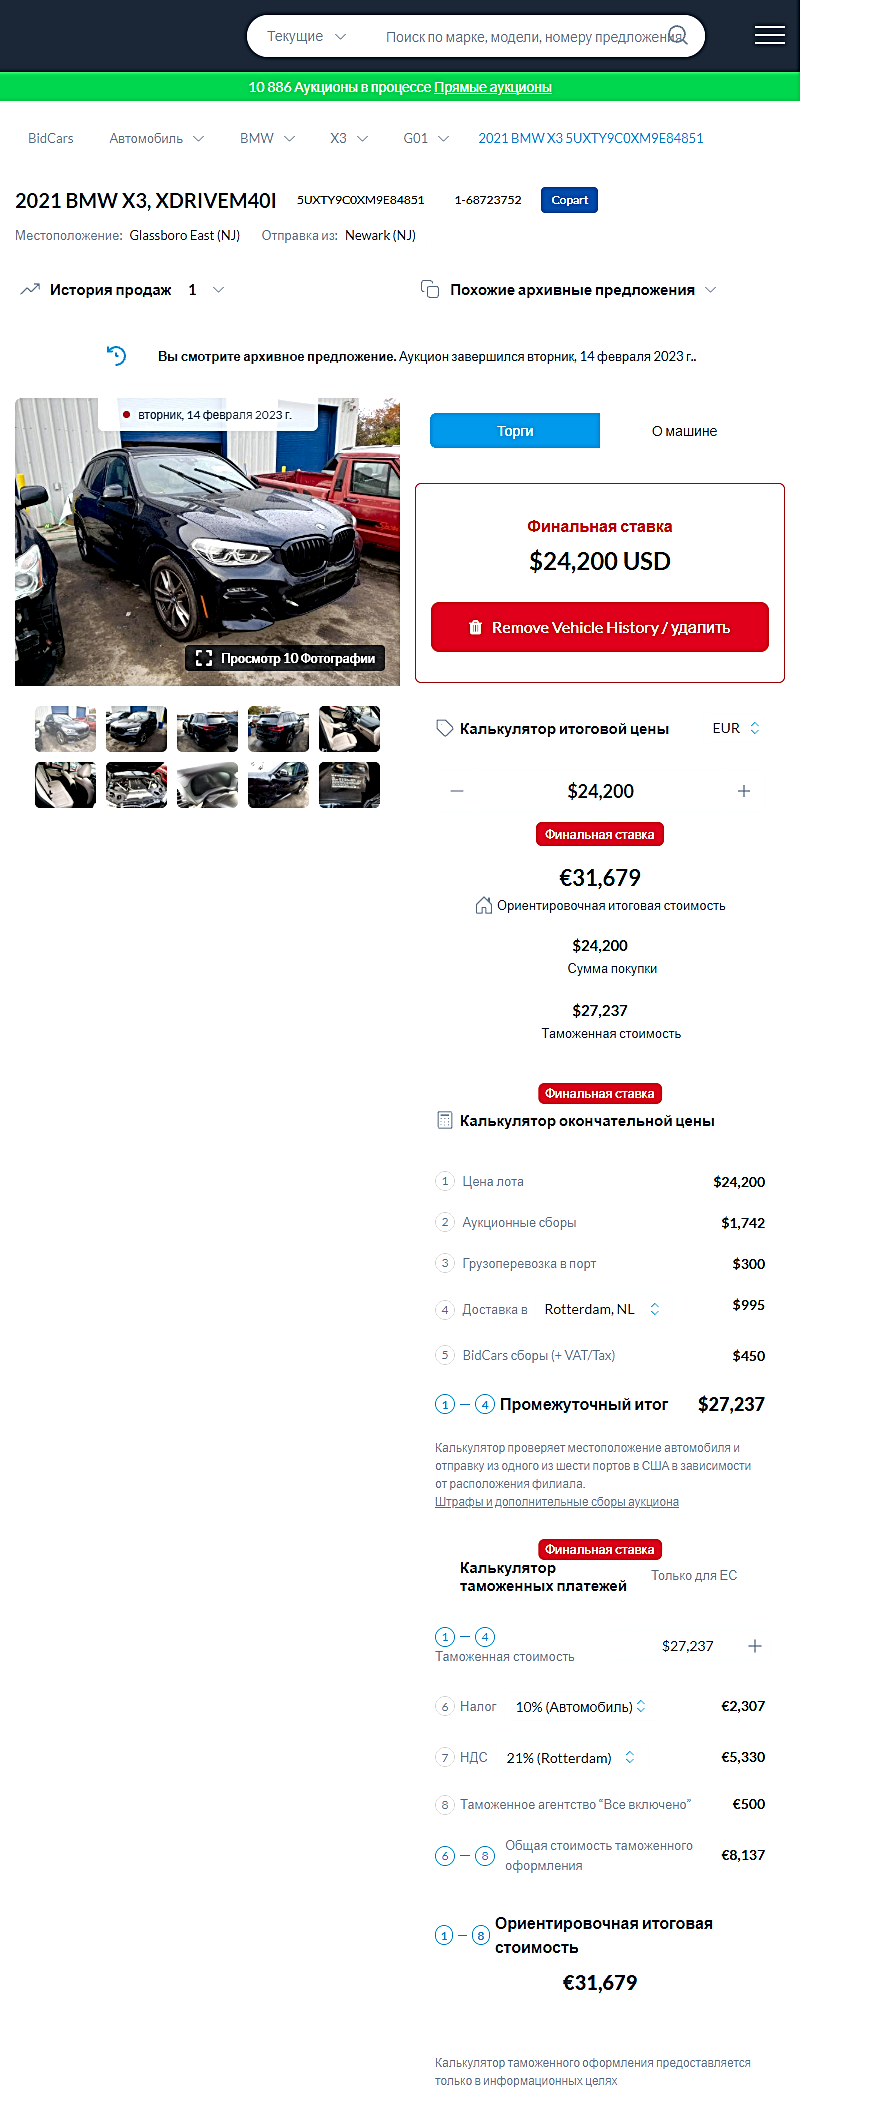 Текущие
Поиск по марке, модели, номеру предложения
10 886 Аукционы в процессе Прямые аукционы
BidCars Автомобиль BMW X3 G01 2021 BMW X3 5UXTY9C0XM9E84851
2021 BMW X3, XDRIVEM40I 5UXTY9C0XM9E84851 1-68723752 Copart
Местоположение: Glassboro East (NJ) Отправка из: Newark (NJ)
История продаж 1
Похожие архивные предложения
Вы смотрите архивное предложение. Аукцион завершился вторник, 14 февраля 2023 г..
вторник, 14 февраля 2023 г.
Просмотр 10 Фотографии
Торги
О машине
Финальная ставка
$24,200 USD
Remove Vehicle History / удалить
Калькулятор итоговой цены EUR
$24,200
Финальная ставка
€31,679
Ориентировочная итоговая стоимость
$24,200
Сумма покупки
$27,237
Таможенная стоимость
Финальная ставка
Калькулятор окончательной цены
1 Цена лота $24,200
2 Аукционные сборы $1,742
3 Грузоперевозка в порт $300
4 Доставка в Rotterdam, NL $995
5 BidCars сборы (+ VAT/Tax) $450
1 – 4 Промежуточный итог $27,237
Калькулятор проверяет местоположение автомобиля и
отправку из одного из шести портов в США в зависимости
от расположения филиала.
Штрафы и дополнительные сборы аукциона
Финальная ставка
Калькулятор
таможенных платежей
Только для ЕС
1 – 4
Таможенная стоимость
$27,237
6 Налог 10% (Автомобиль) €2,307
7 НДС 21% (Rotterdam) €5,330
8 Таможенное агентство “Все включено” €500
6 – 8 Общая стоимость таможенного
оформления
€8,137
1 – 8 Ориентировочная итоговая
стоимость
€31,679
Калькулятор таможенного оформления предоставляется
только в информационных целях